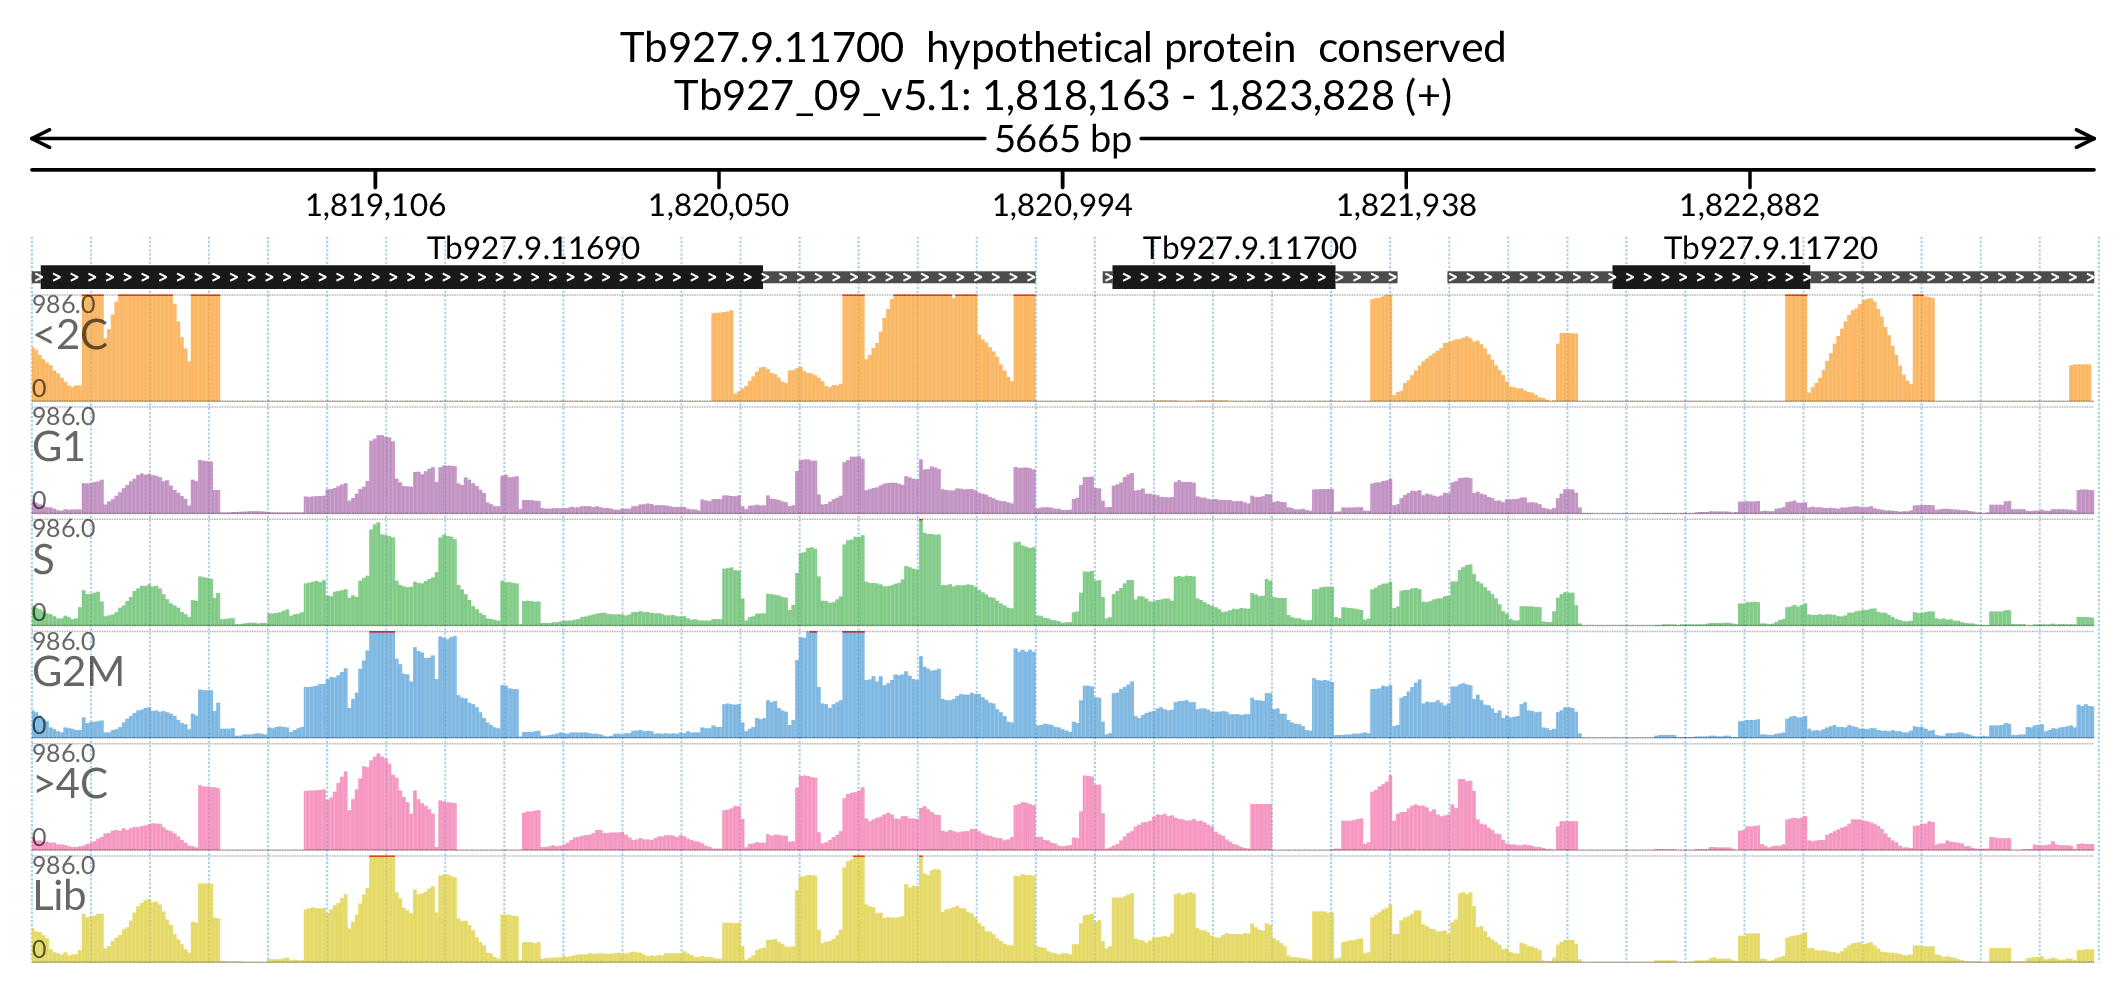 Tb927.9.11700 hypothetical protein conserved
Tb927_09_v5.1: 1,818,163 - 1,823,828 (+)
5665 bp
1,819,106 1,820,050 1,820,994 1,821,938 1,822,882
Tb927.9.11690 Tb927.9.11700 Tb927.9.11720
986.0
<2C
0
986.0
G1
0
986.0
S
0
986.0
G2M
0
986.0
>4C
0
986.0
Lib
0